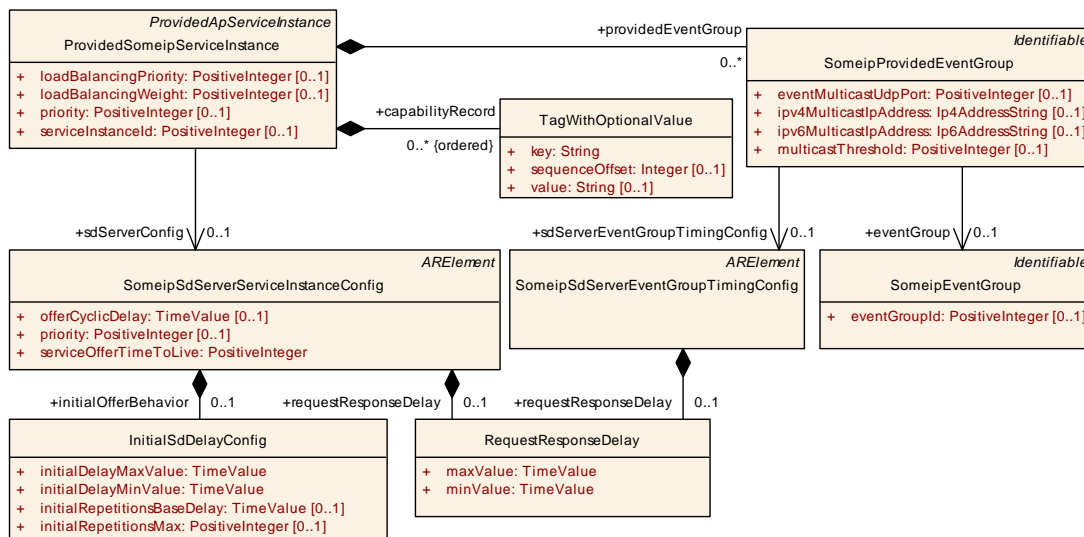 ProvidedApServiceInstance
ProvidedSomeipServiceInstance
+ loadBalancingPriority: PositiveInteger [0..1]
+ loadBalancingWeight: PositiveInteger [0..1]
+ priority: PositiveInteger [0..1]
+ serviceInstanceId: PositiveInteger [0..1]
+providedEventGroup
0..*
Identifiable
SomeipProvidedEventGroup
+ eventMulticastUdpPort: PositiveInteger [0..1]
+ ipv4MulticastIpAddress: Ip4AddressString [0..1]
+ ipv6MulticastIpAddress: Ip6AddressString [0..1]
+ multicastThreshold: PositiveInteger [0..1]
+capabilityRecord
0..* {ordered}
TagWithOptionalValue
+ key: String
+ sequenceOffset: Integer [0..1]
+ value: String [0..1]
+sdServerConfig
0..1
+sdServerEventGroupTimingConfig
0..1
+eventGroup
0..1
ARElement
SomeipSdServerServiceInstanceConfig
+ offerCyclicDelay: TimeValue [0..1]
+ priority: PositiveInteger [0..1]
+ serviceOfferTimeToLive: PositiveInteger
ARElement
SomeipSdServerEventGroupTimingConfig
Identifiable
SomeipEventGroup
+ eventGroupId: PositiveInteger [0..1]
+initialOfferBehavior
0..1
+requestResponseDelay
0..1
+requestResponseDelay
0..1
InitialSdDelayConfig
+ initialDelayMaxValue: TimeValue
+ initialDelayMinValue: TimeValue
+ initialRepetitionsBaseDelay: TimeValue [0..1]
+ initialRepetitionsMax: PositiveInteger [0..1]
RequestResponseDelay
+ maxValue: TimeValue
+ minValue: TimeValue